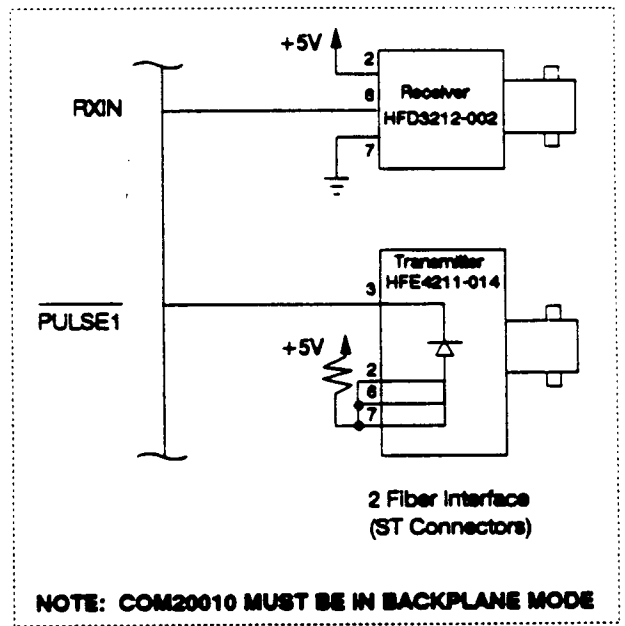 +5V
2
RXIN
6
Receiver
HFD3212-002
7
Transmitter
HFE4211-014
3
PULSE1
+5V
2
6
7
2 Fiber Interface
(ST Connectors)
NOTE: COM20010 MUST BE IN BACKPLANE MODE